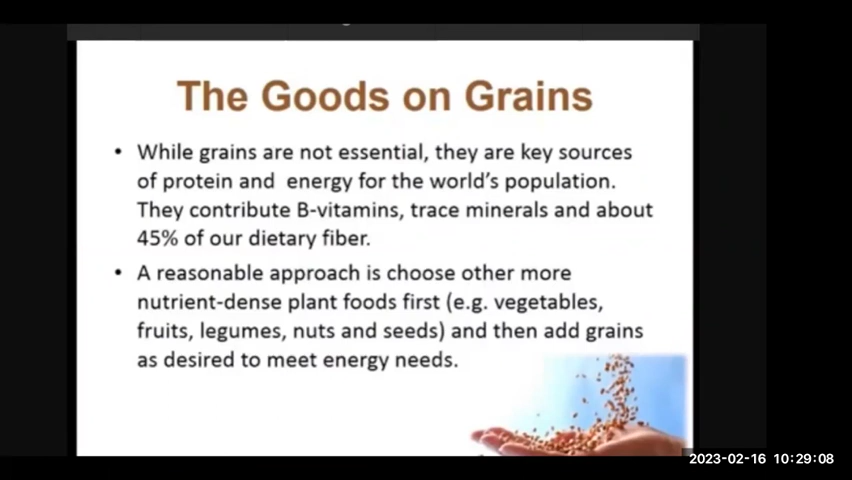 The Goods on Grains
• While grains are not essential, they are key sources
of protein and energy for the world's population.
They contribute B-vitamins, trace minerals and about
45% of our dietary fiber.
• A reasonable approach is choose other more
nutrient-dense plant foods first (e.g. vegetables,
fruits, legumes, nuts and seeds) and then add grains
as desired to meet energy needs.
2023-02-16 10:29:08